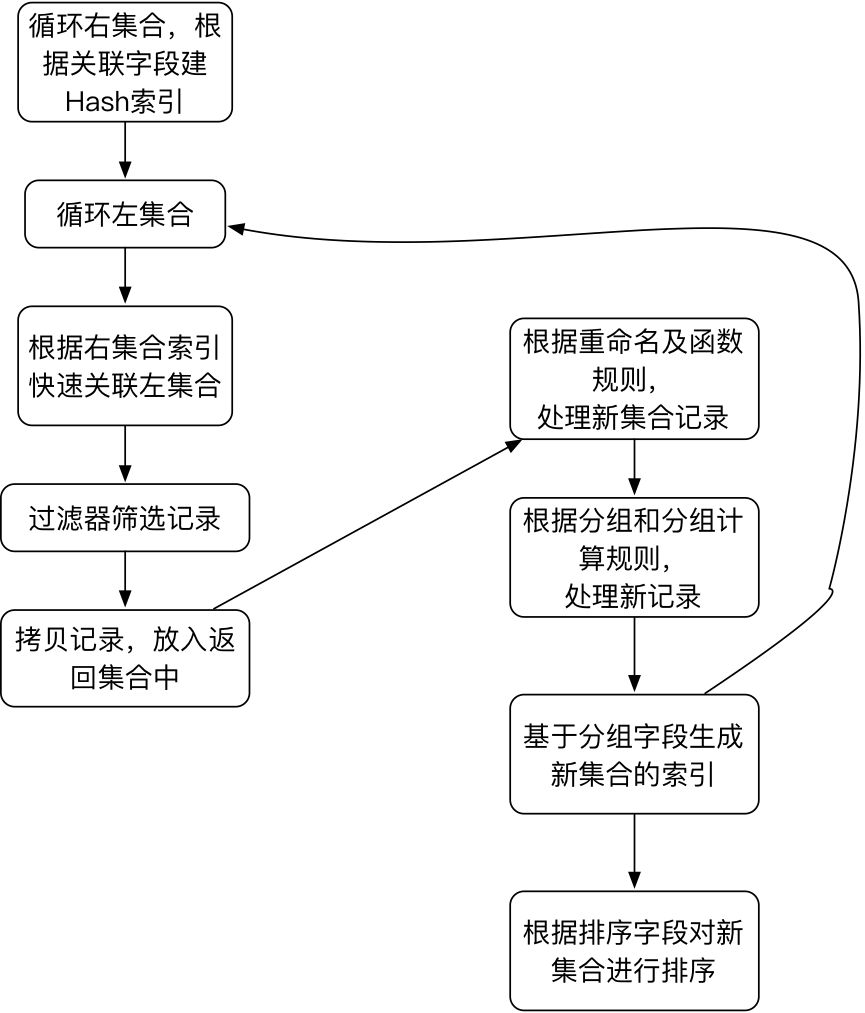 循环右集合，根
据关联字段建
Hash索引
循环左集合
根据右集合索引
快速关联左集合
过滤器筛选记录
拷贝记录，放入返
回集合中
根据重命名及函数
规则，
处理新集合记录
根据分组和分组计
算规则，
处理新记录
基于分组字段生成
新集合的索引
根据排序字段对新
集合进行排序